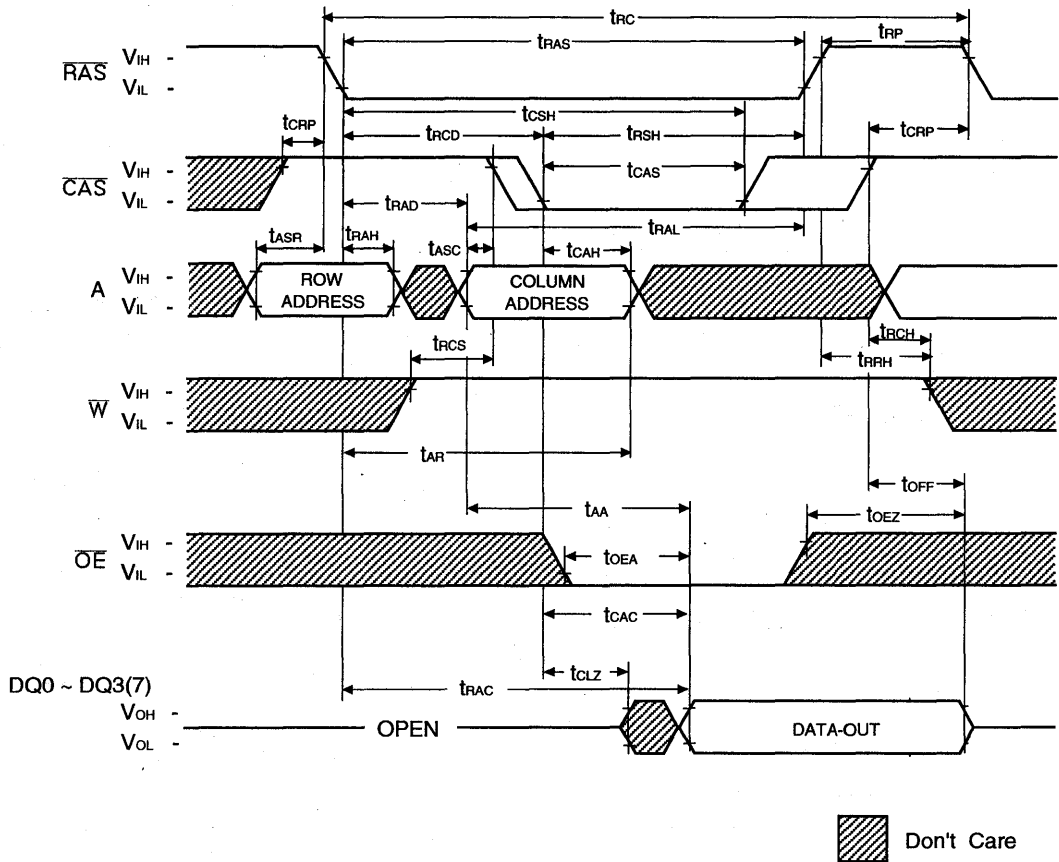 tRC
tRAS
tRP
RAS
VIH -
VIL -
tCSH
tCRP
tRCD
tRSH
tCRP
CAS
VIH -
VIL -
tCAS
tRAD
tRAL
tASR
tRAH
tASC
tCAH
A
VIH -
VIL -
ROW
ADDRESS
COLUMN
ADDRESS
tRCS
tRCH
tRRH
W
VIH -
VIL -
tAR
tOFF
tAA
tOEZ
OE
VIH -
VIL -
tOEA
tCAC
tCLZ
tRAC
DQ0 ~ DQ3(7)
VOH -
VOL -
OPEN
DATA-OUT
Don't Care